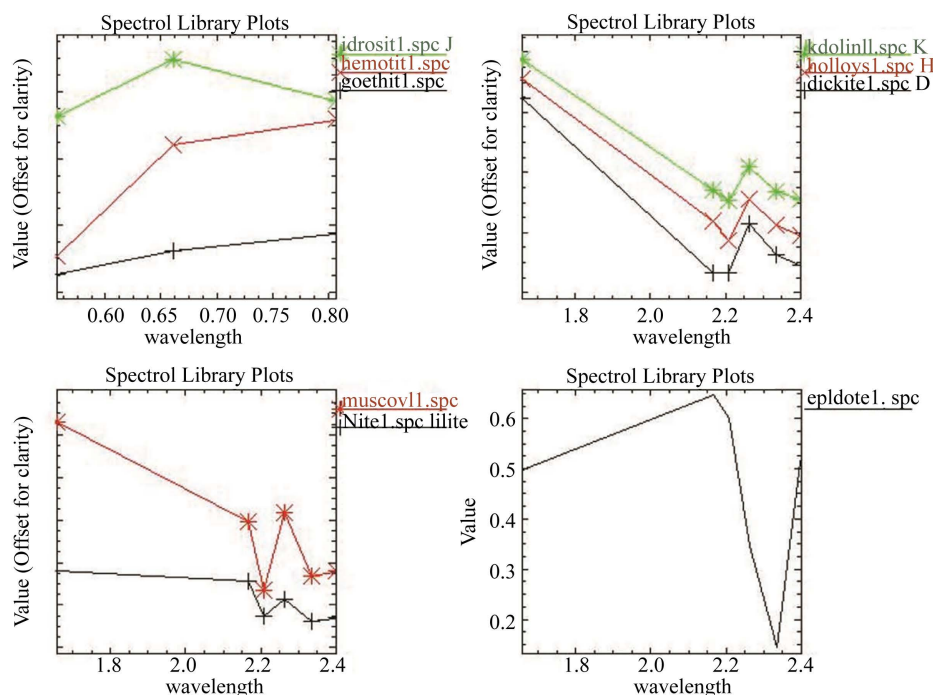 Spectrol Library Plots
jdrosit1.spc J
hemotit1.spc
goethit1.spc
Value (Offset for clarity)
0.60 0.65 0.70 0.75 0.80
wavelength
Spectrol Library Plots
kdolinll.spc K
holloys1.spc H
dickite1.spc D
Value (Offset for clarity)
1.8 2.0 2.2 2.4
wavelength
Spectrol Library Plots
muscovl1.spc
Nite1.spc lilite
Value (Offset for clarity)
1.8 2.0 2.2 2.4
wavelength
Spectrol Library Plots
epldote1. spc
Value
0.6
0.5
0.4
0.3
0.2
1.8 2.0 2.2 2.4
wavelength